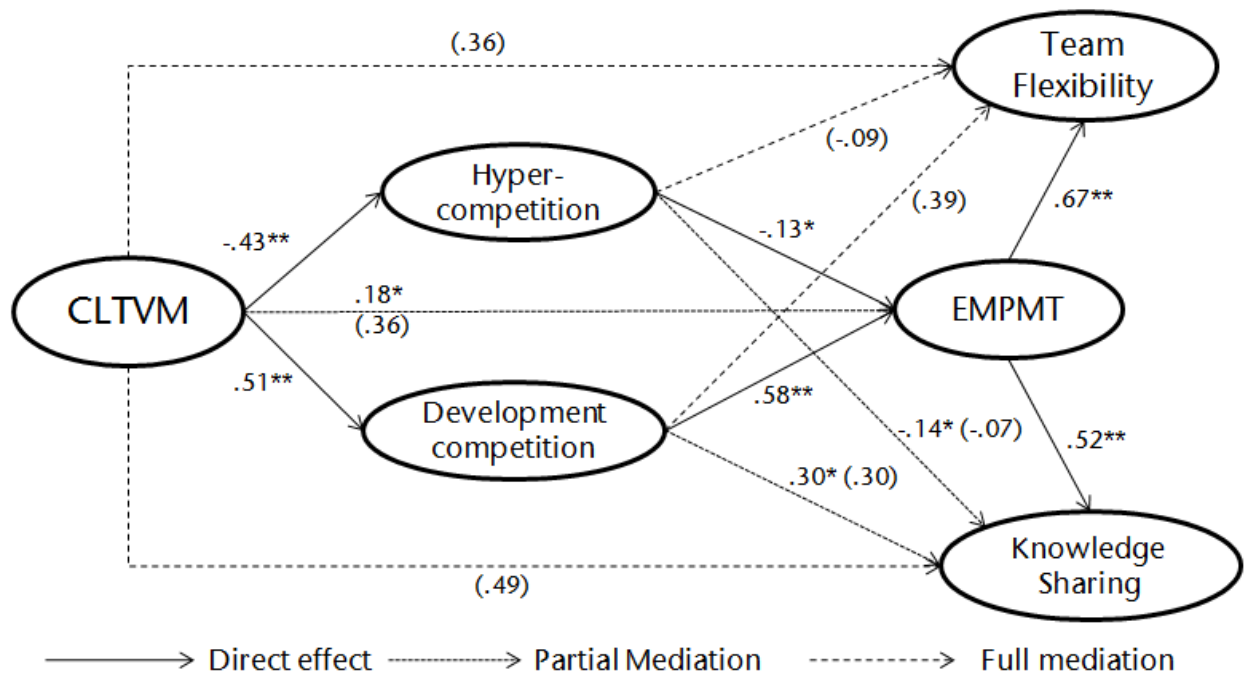 (.36)
Team
Flexibility
(-.09)
Hyper-
competition
(.39)
.67**
-.43**
-.13*
CLTVM
.18*
(.36)
EMPMT
.51**
Development
competition
.58**
-.14* (-.07)
.52**
.30* (.30)
Knowledge
Sharing
(.49)
Direct effect
Partial Mediation
Full mediation